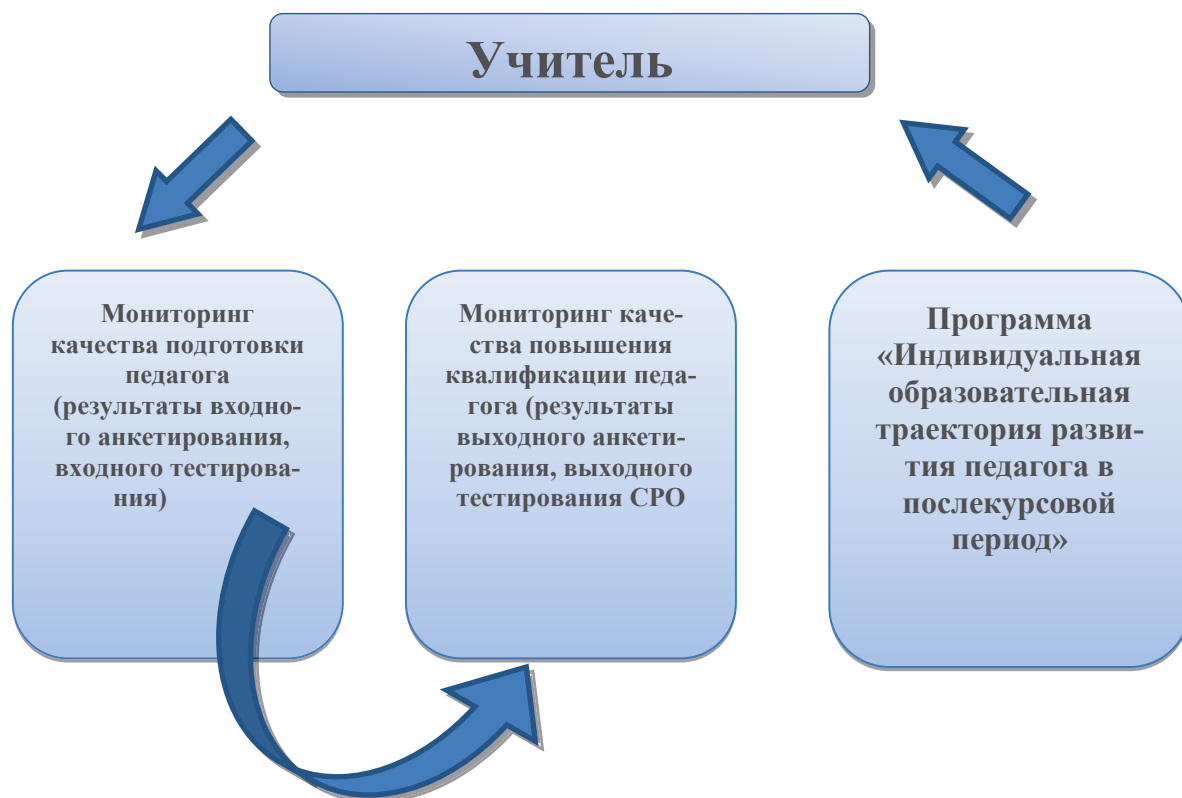 Учитель
Мониторинг
качества подготовки
педагога
(результаты входно-
го анкетирования,
входного тестирова-
ния)
Мониторинг каче-
ства повышения
квалификации педа-
гога (результаты
выходного анкети-
рования, выходного
тестирования СРО
Программа
«Индивидуальная
образовательная
траектория разви-
тия педагога в
послекурсовой
период»